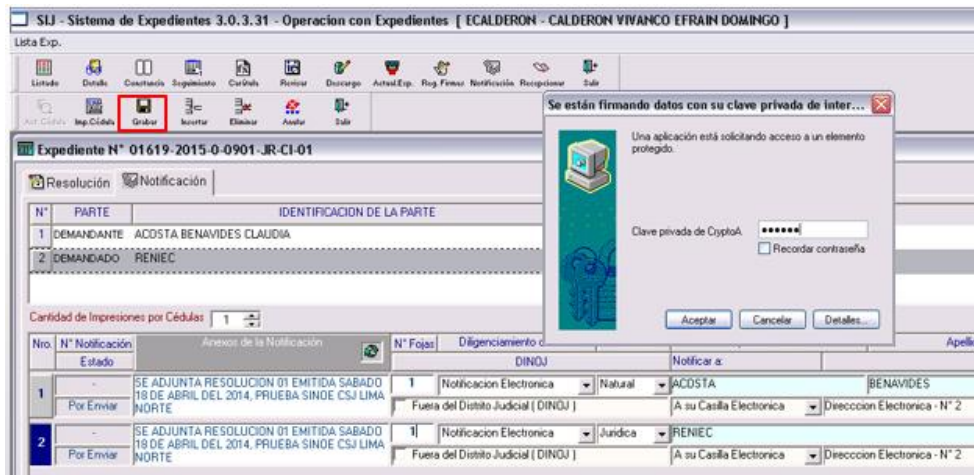 SIJ - Sistema de Expedientes 3.0.3.31 - Operacion con Expedientes [ ECALDERON - CALDERON VIVANCO EFRAIN DOMINGO ]
Lista Exp.
Listado Detalle Constancia Seguimiento Carátula Revisar Descargo Actual.Exp. Reg.Firmas Notificación Recepcionar Salir
Imp.Cédula Grabar Insertar Eliminar Anular Salir
Se están firmando datos con su clave privada de inter...
Una aplicación está solicitando acceso a un elemento
protegido.
Clave privada de CryptoA
Recordar contraseña
Aceptar Cancelar Detalles...
Expediente N° 01619-2015-0-0901-JR-CI-01
Resolución Notificación
N° PARTE IDENTIFICACION DE LA PARTE
1 DEMANDANTE ACOSTA BENAVIDES CLAUDIA
2 DEMANDADO RENIEC
Cantidad de Impresiones por Cédulas 1
Nro. N° Notificación Anexos de la Notificación N° Fojas Diligenciamiento Apelli
Estado DINOJ Notificar a:
1 - SE ADJUNTA RESOLUCION 01 EMITIDA SABADO 1 Notificacion Electronica Natural ACOSTA BENAVIDES
18 DE ABRIL DEL 2014, PRUEBA SINOE CSJ LIMA
Por Enviar NORTE Fuera del Distrito Judicial ( DINOJ ) A su Casilla Electronica Direcccion Electronica - N° 2
2 - SE ADJUNTA RESOLUCION 01 EMITIDA SABADO 1 Notificacion Electronica Juridica RENIEC
18 DE ABRIL DEL 2014, PRUEBA SINOE CSJ LIMA
Por Enviar NORTE Fuera del Distrito Judicial ( DINOJ ) A su Casilla Electronica Direcccion Electronica - N° 2